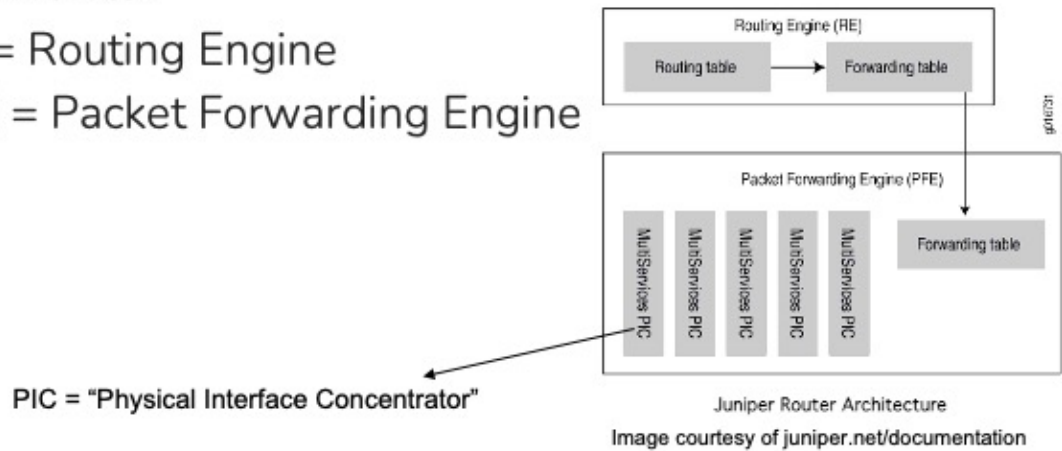 = Routing Engine
= Packet Forwarding Engine
Routing Engine (RE)
Routing table
Forwarding table
g016731
Packet Forwarding Engine (PFE)
MultiServices PIC
MultiServices PIC
MultiServices PIC
MultiServices PIC
MultiServices PIC
Forwarding table
PIC = “Physical Interface Concentrator”
Juniper Router Architecture
Image courtesy of juniper.net/documentation